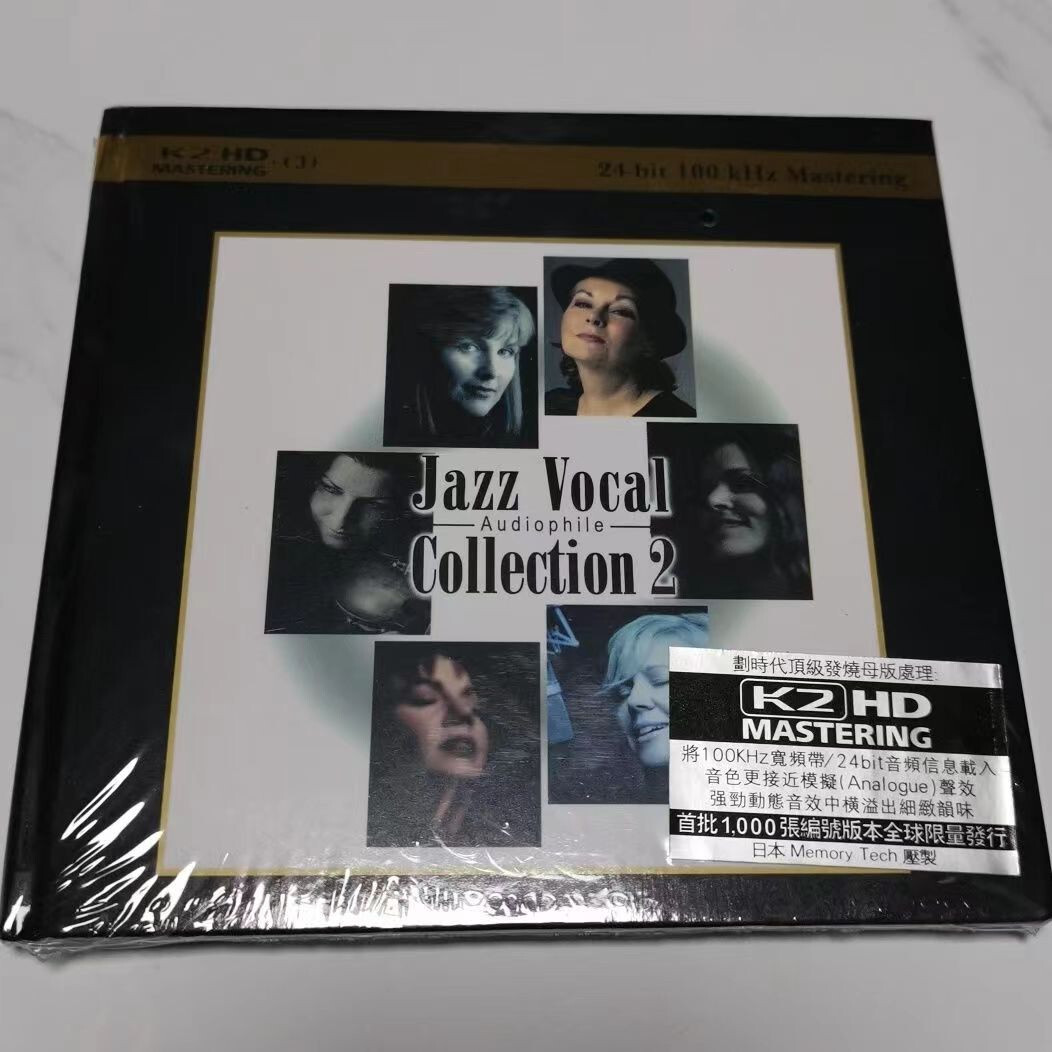 K2 HD
MASTERING
24-bit 100 kHz Mastering
Jazz Vocal
Audiophile
Collection 2
劃時代頂級發燒母版處理:
K2 HD
MASTERING
將100KHz寬頻帶/24bit音頻信息載入
音色更接近模擬(Analogue)聲效
强勁動態音效中橫溢出細緻韻味
首批1,000張編號版本全球限量發行
日本 Memory Tech 壓製